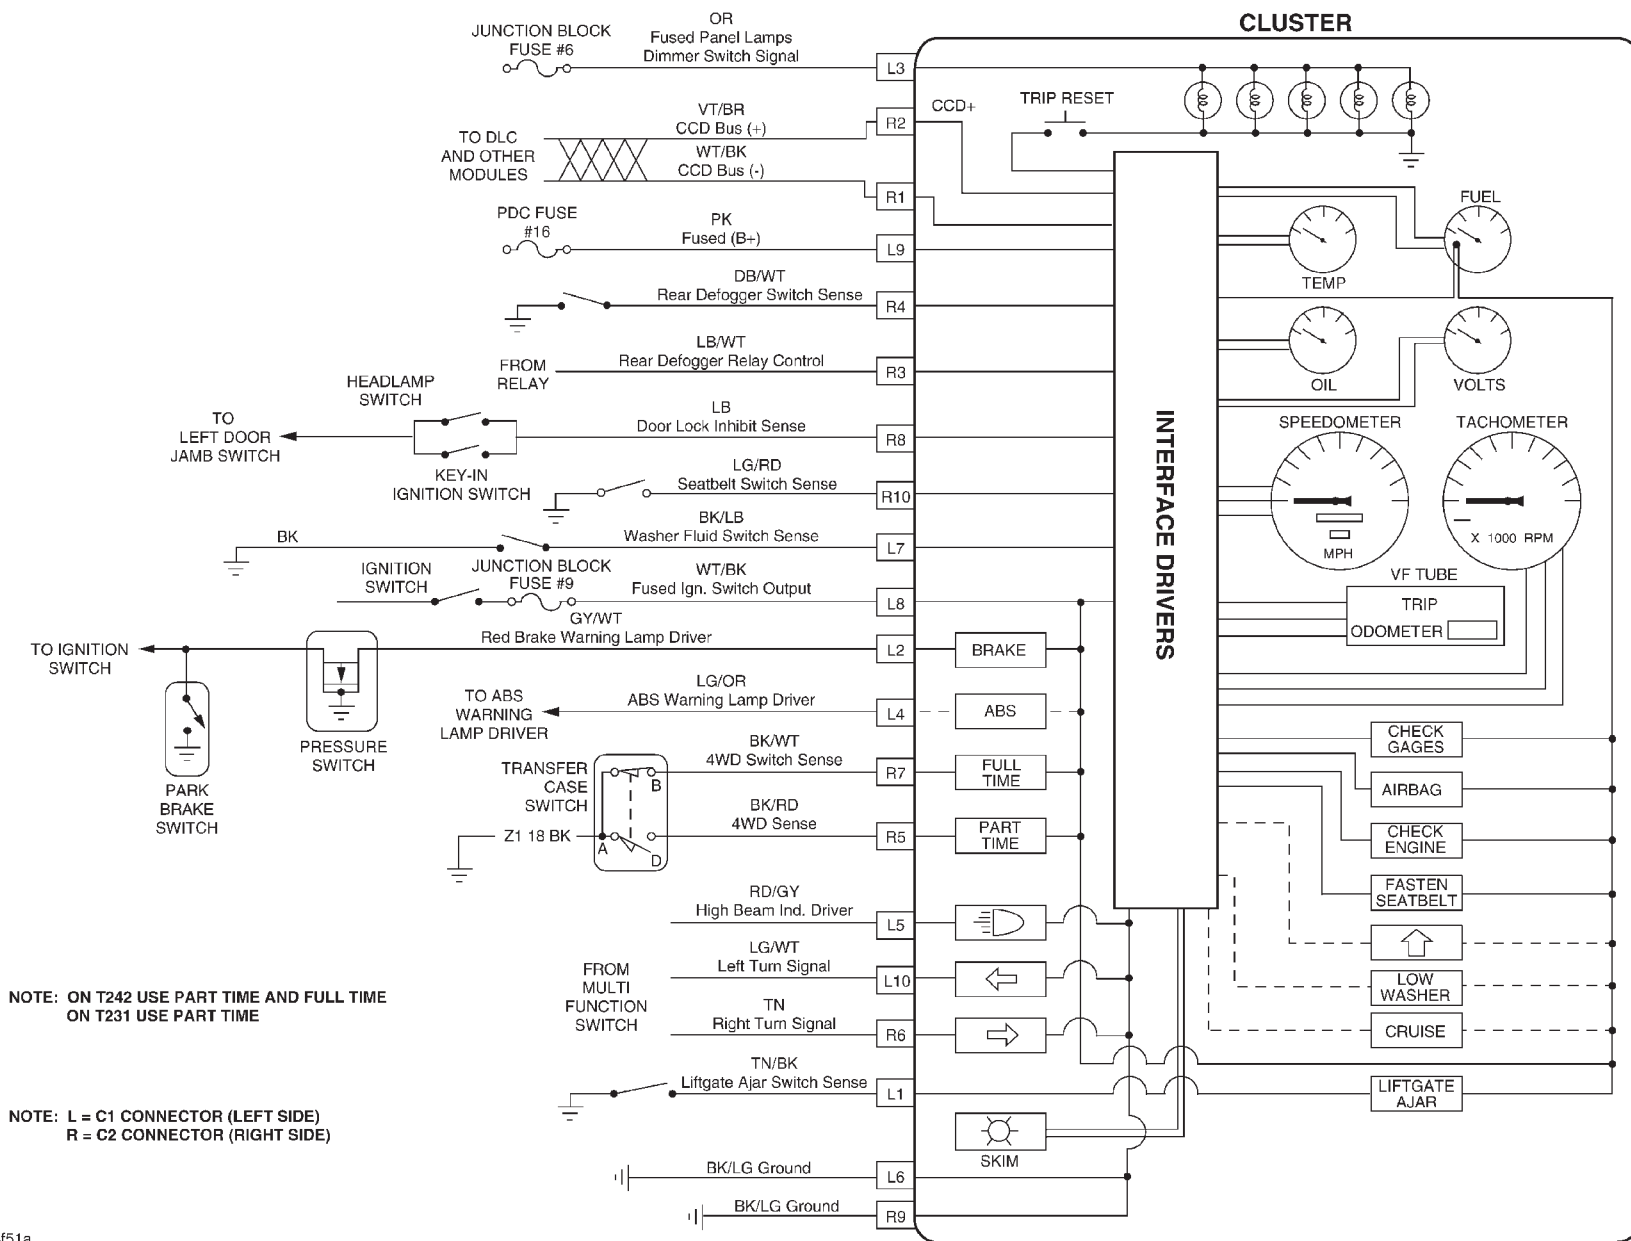 CLUSTER
JUNCTION BLOCK
FUSE #6
OR
Fused Panel Lamps
Dimmer Switch Signal
L3
TO DLC
AND OTHER
MODULES
VT/BR
CCD Bus (+)
R2
CCD+
WT/BK
CCD Bus (-)
R1
TRIP RESET
PDC FUSE
#16
PK
Fused (B+)
L9
DB/WT
Rear Defogger Switch Sense
R4
FROM
RELAY
LB/WT
Rear Defogger Relay Control
R3
HEADLAMP
SWITCH
TO
LEFT DOOR
JAMB SWITCH
KEY-IN
IGNITION SWITCH
LB
Door Lock Inhibit Sense
R8
LG/RD
Seatbelt Switch Sense
R10
BK
BK/LB
Washer Fluid Switch Sense
L7
IGNITION
SWITCH
JUNCTION BLOCK
FUSE #9
WT/BK
Fused Ign. Switch Output
L8
TO IGNITION
SWITCH
GY/WT
Red Brake Warning Lamp Driver
L2
BRAKE
PARK
BRAKE
SWITCH
PRESSURE
SWITCH
TO ABS
WARNING
LAMP DRIVER
LG/OR
ABS Warning Lamp Driver
L4
ABS
TRANSFER
CASE
SWITCH
B
A
D
Z1 18 BK
BK/WT
4WD Switch Sense
R7
FULL
TIME
BK/RD
4WD Sense
R5
PART
TIME
RD/GY
High Beam Ind. Driver
L5
FROM
MULTI
FUNCTION
SWITCH
LG/WT
Left Turn Signal
L10
TN
Right Turn Signal
R6
TN/BK
Liftgate Ajar Switch Sense
L1
SKIM
BK/LG Ground
L6
BK/LG Ground
R9
INTERFACE DRIVERS
TEMP
FUEL
OIL
VOLTS
SPEEDOMETER
MPH
TACHOMETER
X 1000 RPM
VF TUBE
TRIP
ODOMETER
CHECK
GAGES
AIRBAG
CHECK
ENGINE
FASTEN
SEATBELT
LOW
WASHER
CRUISE
LIFTGATE
AJAR
NOTE: ON T242 USE PART TIME AND FULL TIME
ON T231 USE PART TIME
NOTE: L = C1 CONNECTOR (LEFT SIDE)
R = C2 CONNECTOR (RIGHT SIDE)
f51a